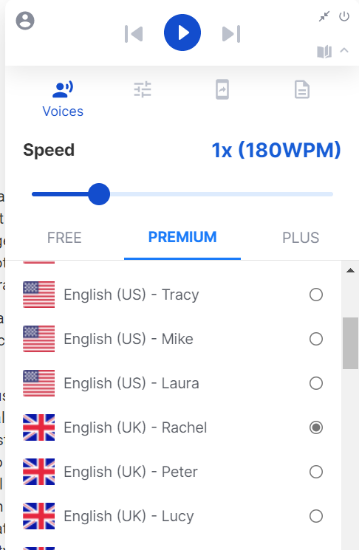 Voices
Speed 1x (180WPM)
FREE PREMIUM PLUS
English (US) - Tracy
English (US) - Mike
English (US) - Laura
English (UK) - Rachel
English (UK) - Peter
English (UK) - Lucy